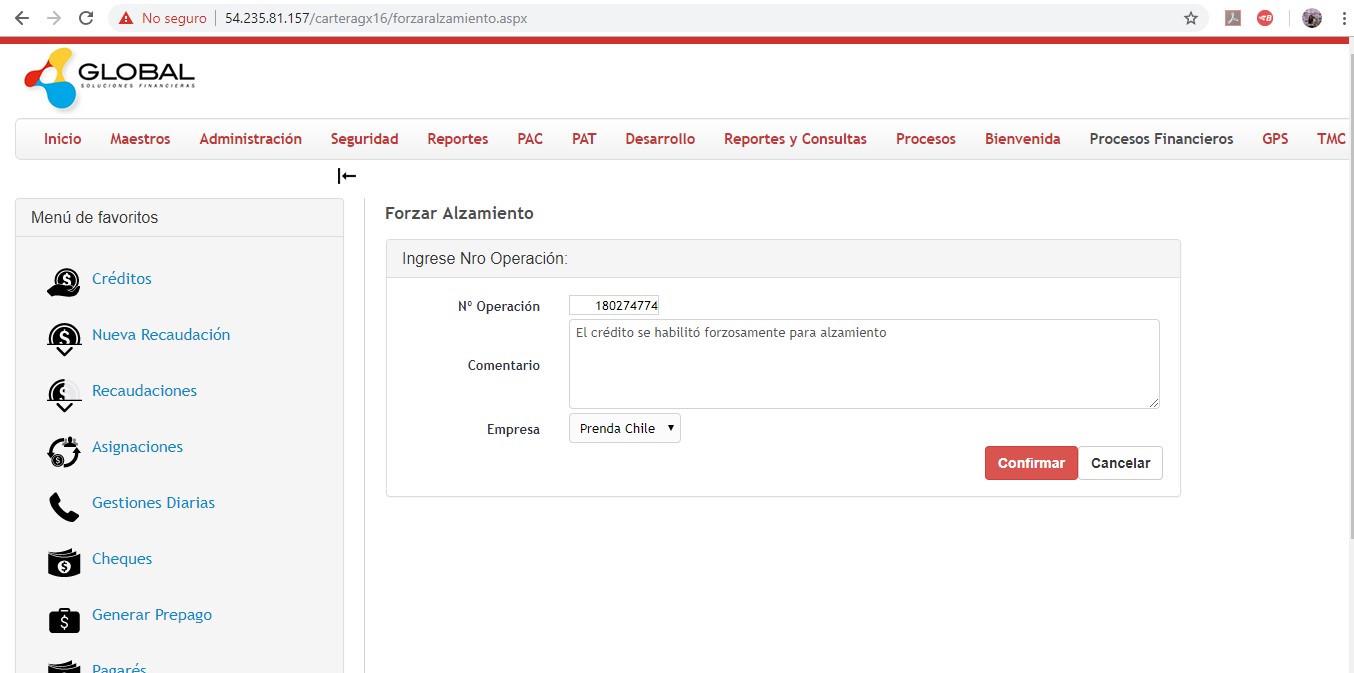 No seguro | 54.235.81.157/carteragx16/forzaralzamiento.aspx
GLOBAL
SOLUCIONES FINANCIERAS
Inicio Maestros Administración Seguridad Reportes PAC PAT Desarrollo Reportes y Consultas Procesos Bienvenida Procesos Financieros GPS TMC
Menú de favoritos
Créditos
Nueva Recaudación
Recaudaciones
Asignaciones
Gestiones Diarias
Cheques
Generar Prepago
Pagarés
Forzar Alzamiento
Ingrese Nro Operación:
Nº Operación 180274774
Comentario El crédito se habilitó forzosamente para alzamiento
Empresa Prenda Chile
Confirmar Cancelar